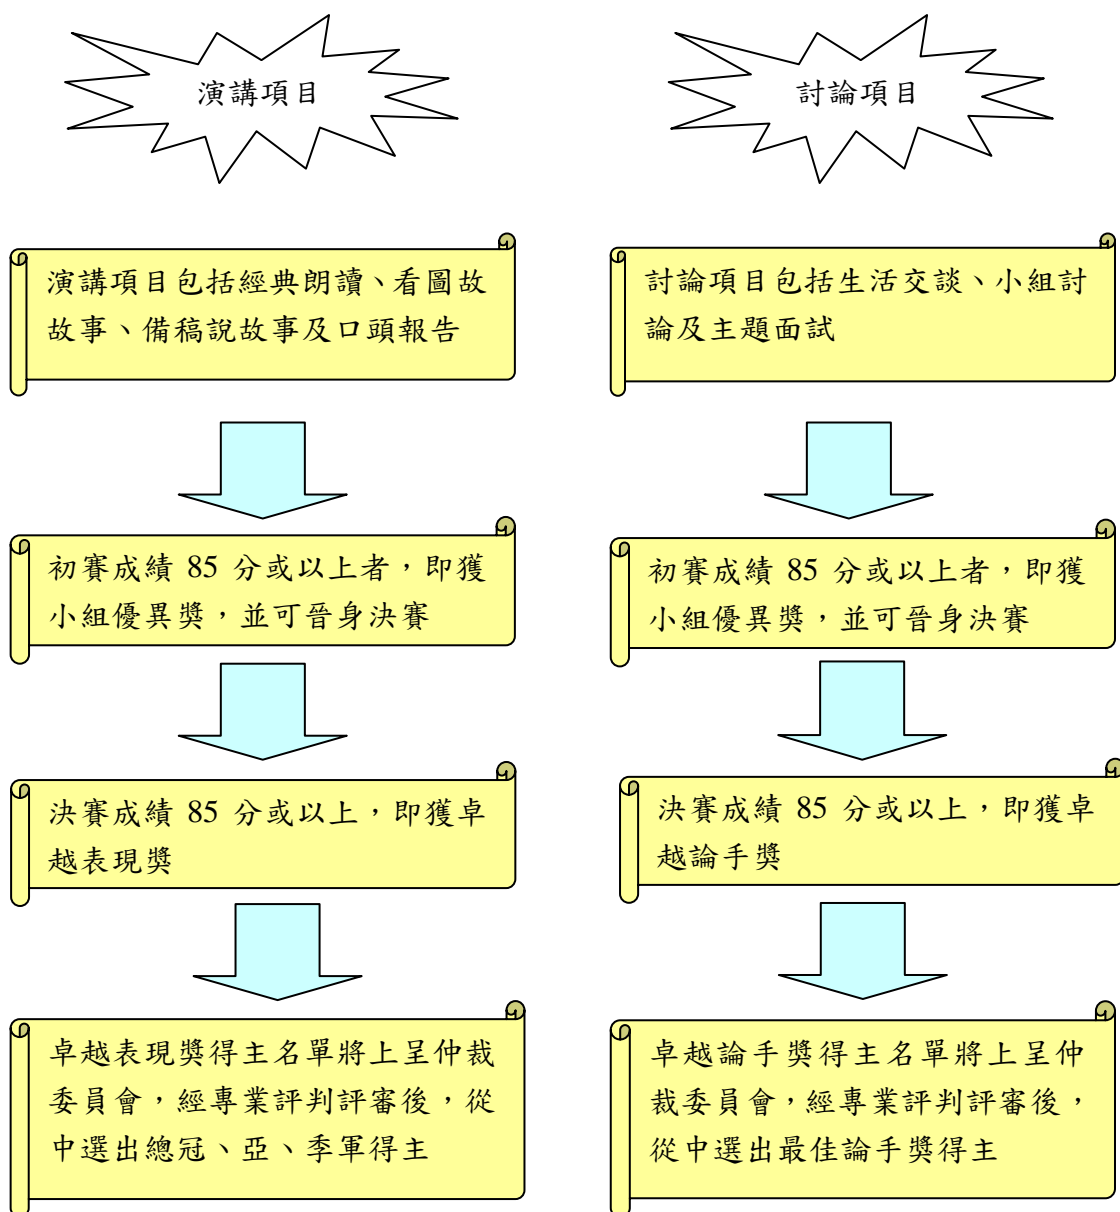 演講項目
演講項目包括經典朗讀、看圖故
故事、備稿說故事及口頭報告
初賽成績 85 分或以上者，即獲
小組優異獎，並可晉身決賽
決賽成績 85 分或以上，即獲卓
越表現獎
卓越表現獎得主名單將上呈仲裁
委員會，經專業評判評審後，從
中選出總冠、亞、季軍得主
討論項目
討論項目包括生活交談、小組討
論及主題面試
初賽成績 85 分或以上者，即獲
小組優異獎，並可晉身決賽
決賽成績 85 分或以上，即獲卓
越論手獎
卓越論手獎得主名單將上呈仲
裁委員會，經專業評判評審後，
從中選出最佳論手獎得主